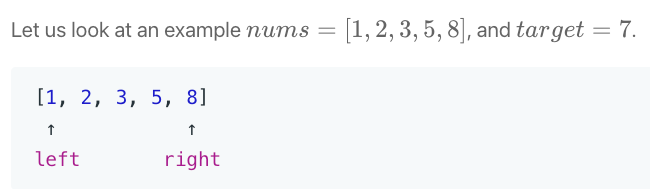 Let us look at an example nums = [1, 2, 3, 5, 8], and target = 7.
[1, 2, 3, 5, 8]
↑ ↑
left right